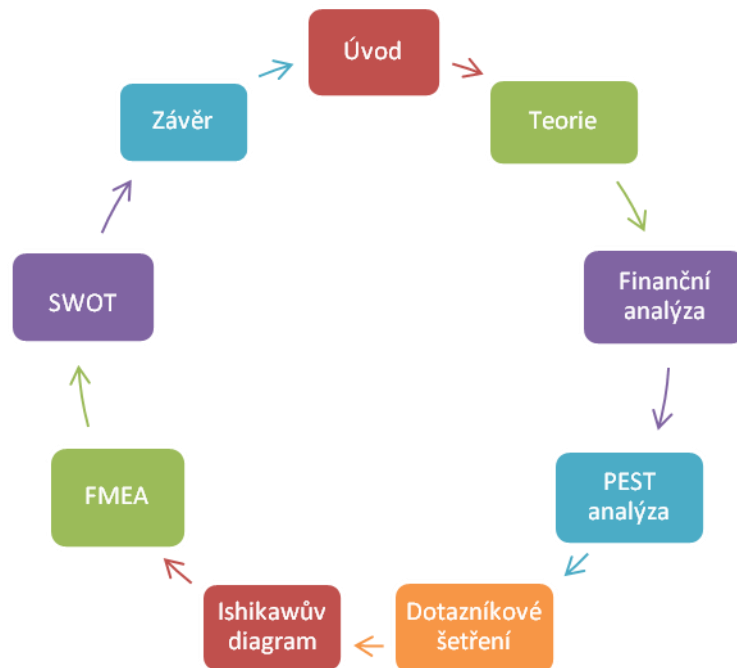 Úvod
Teorie
Finanční
analýza
PEST
analýza
Dotazníkové
šetření
Ishikawův
diagram
FMEA
SWOT
Závěr